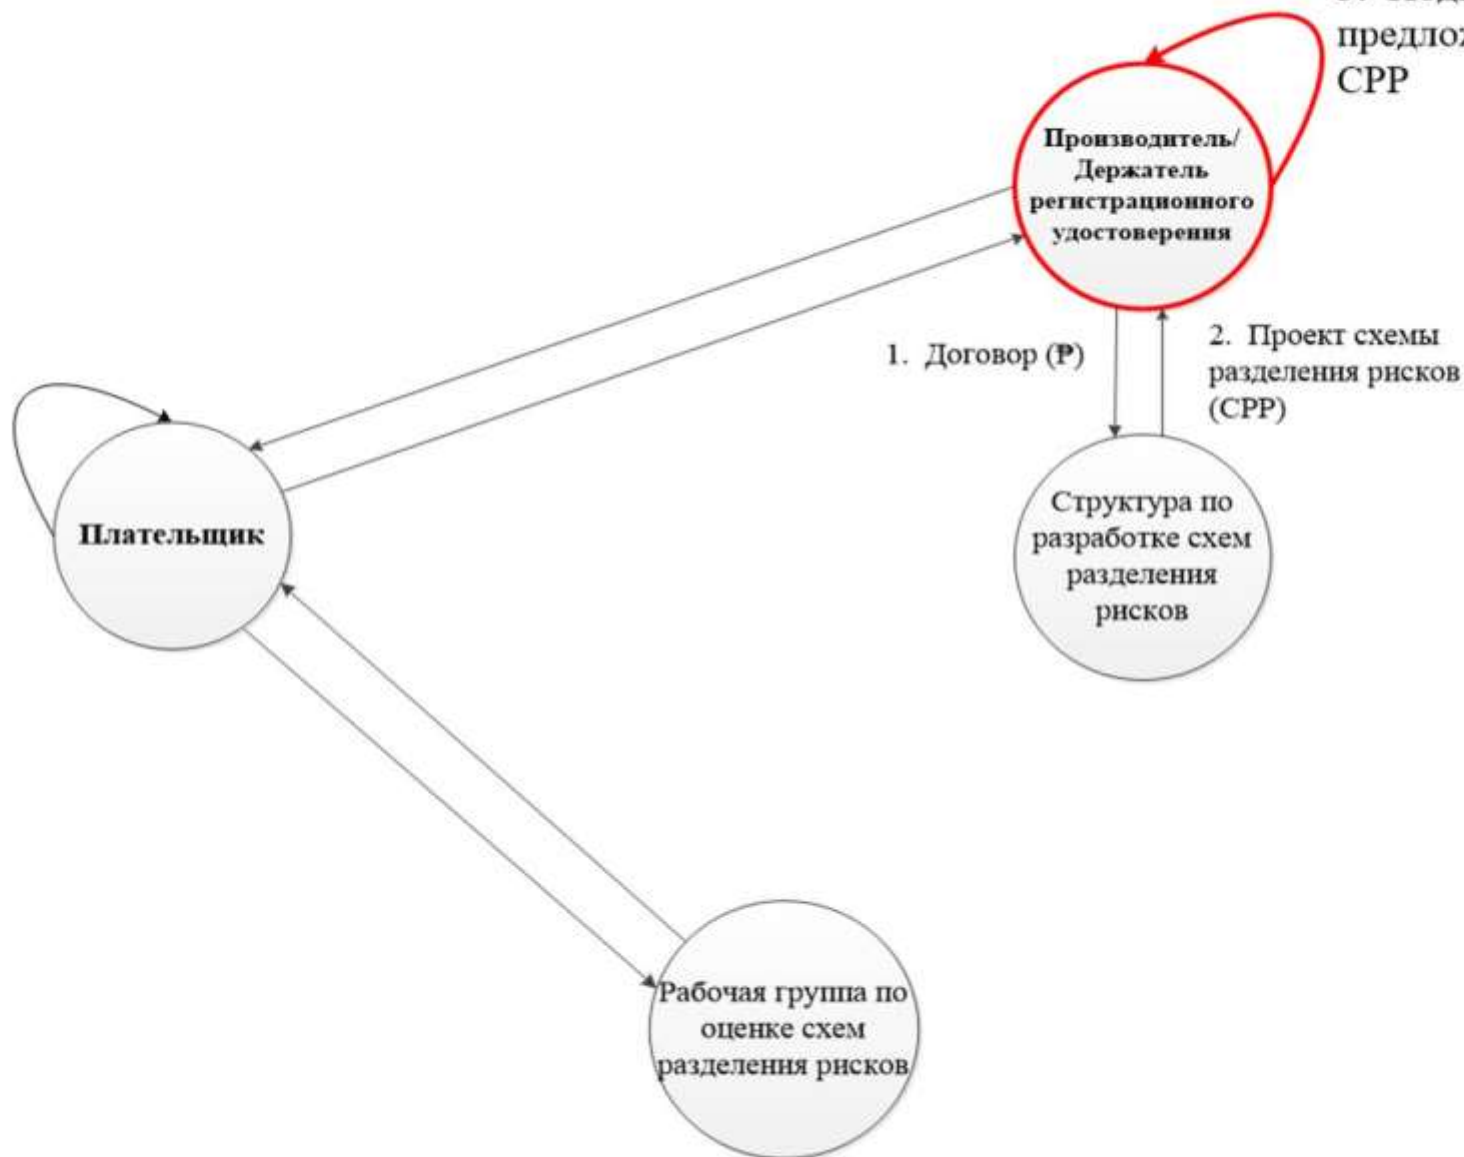 СРР
Производитель/
Держатель
регистрационного
удостоверения
1. Договор (₱)
2. Проект схемы
разделения рисков
(СРР)
Плательщик
Структура по
разработке схем
разделения
рисков
Рабочая группа по
оценке схем
разделения рисков